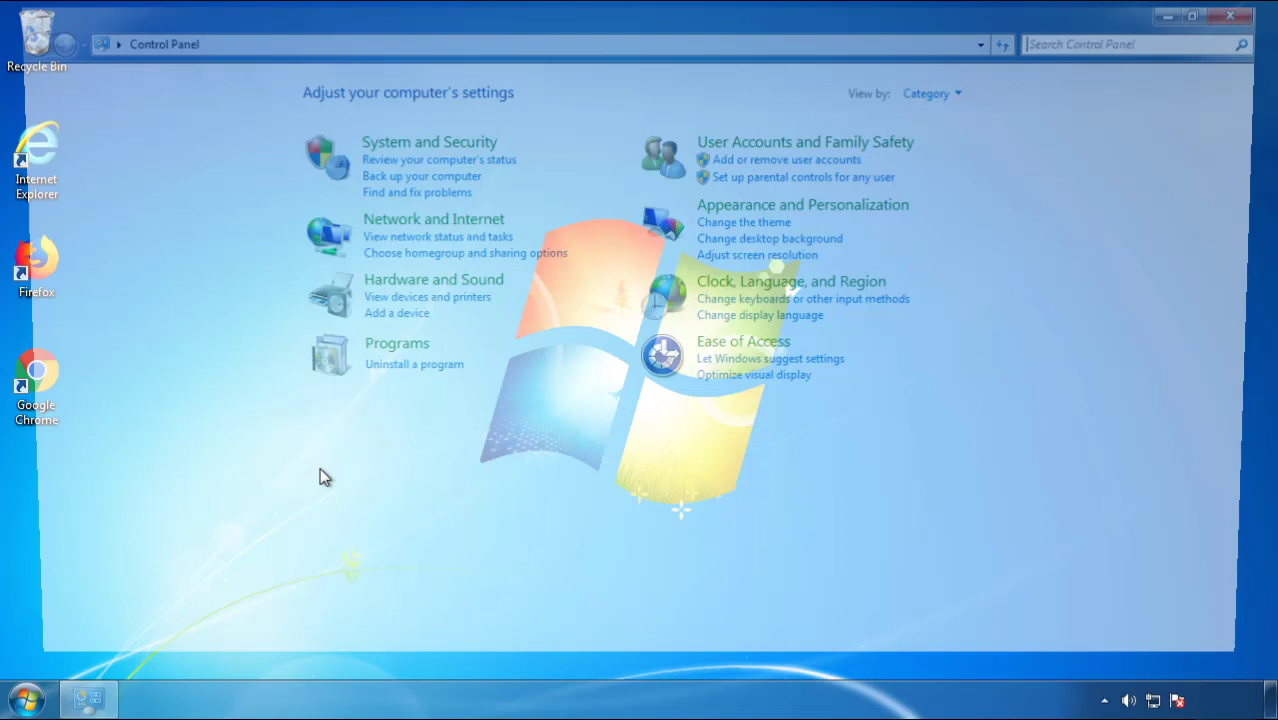 Recycle Bin
Internet
Explorer
Firefox
Google
Chrome
Control Panel
Search Control Panel
Adjust your computer's settings
View by: Category
System and Security
Review your computer's status
Back up your computer
Find and fix problems
Network and Internet
View network status and tasks
Choose homegroup and sharing options
Hardware and Sound
View devices and printers
Add a device
Programs
Uninstall a program
User Accounts and Family Safety
Add or remove user accounts
Set up parental controls for any user
Appearance and Personalization
Change the theme
Change desktop background
Adjust screen resolution
Clock, Language, and Region
Change keyboards or other input methods
Change display language
Ease of Access
Let Windows suggest settings
Optimize visual display